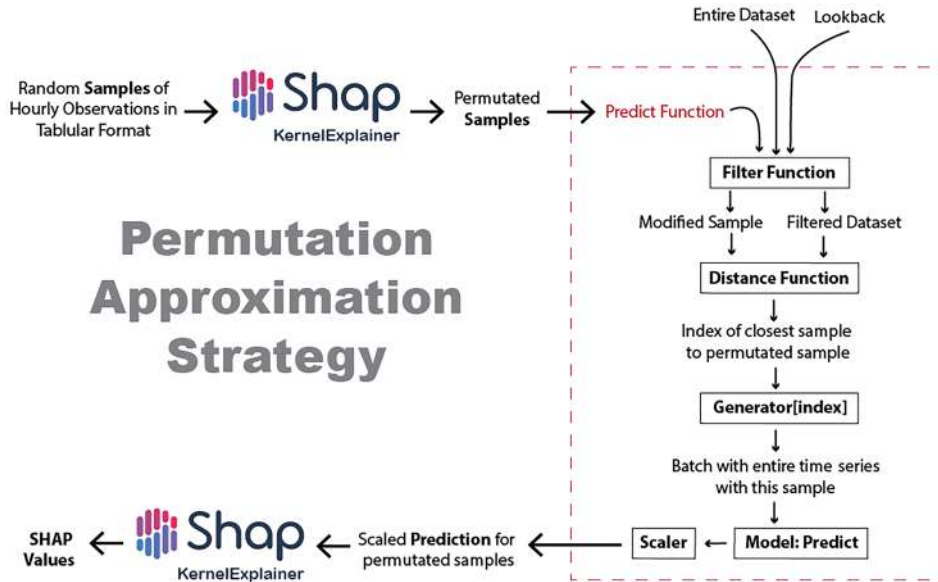 Entire Dataset
Lookback
Random Samples of
Hourly Observations in
Tablular Format
Shap
KernelExplainer
Permutated
Samples
Predict Function
Filter Function
Modified Sample
Filtered Dataset
Permutation
Approximation
Strategy
Distance Function
Index of closest sample
to permutated sample
Generator[index]
Batch with entire time series
with this sample
SHAP
Values
Shap
KernelExplainer
Scaled Prediction for
permutated samples
Scaler
Model: Predict